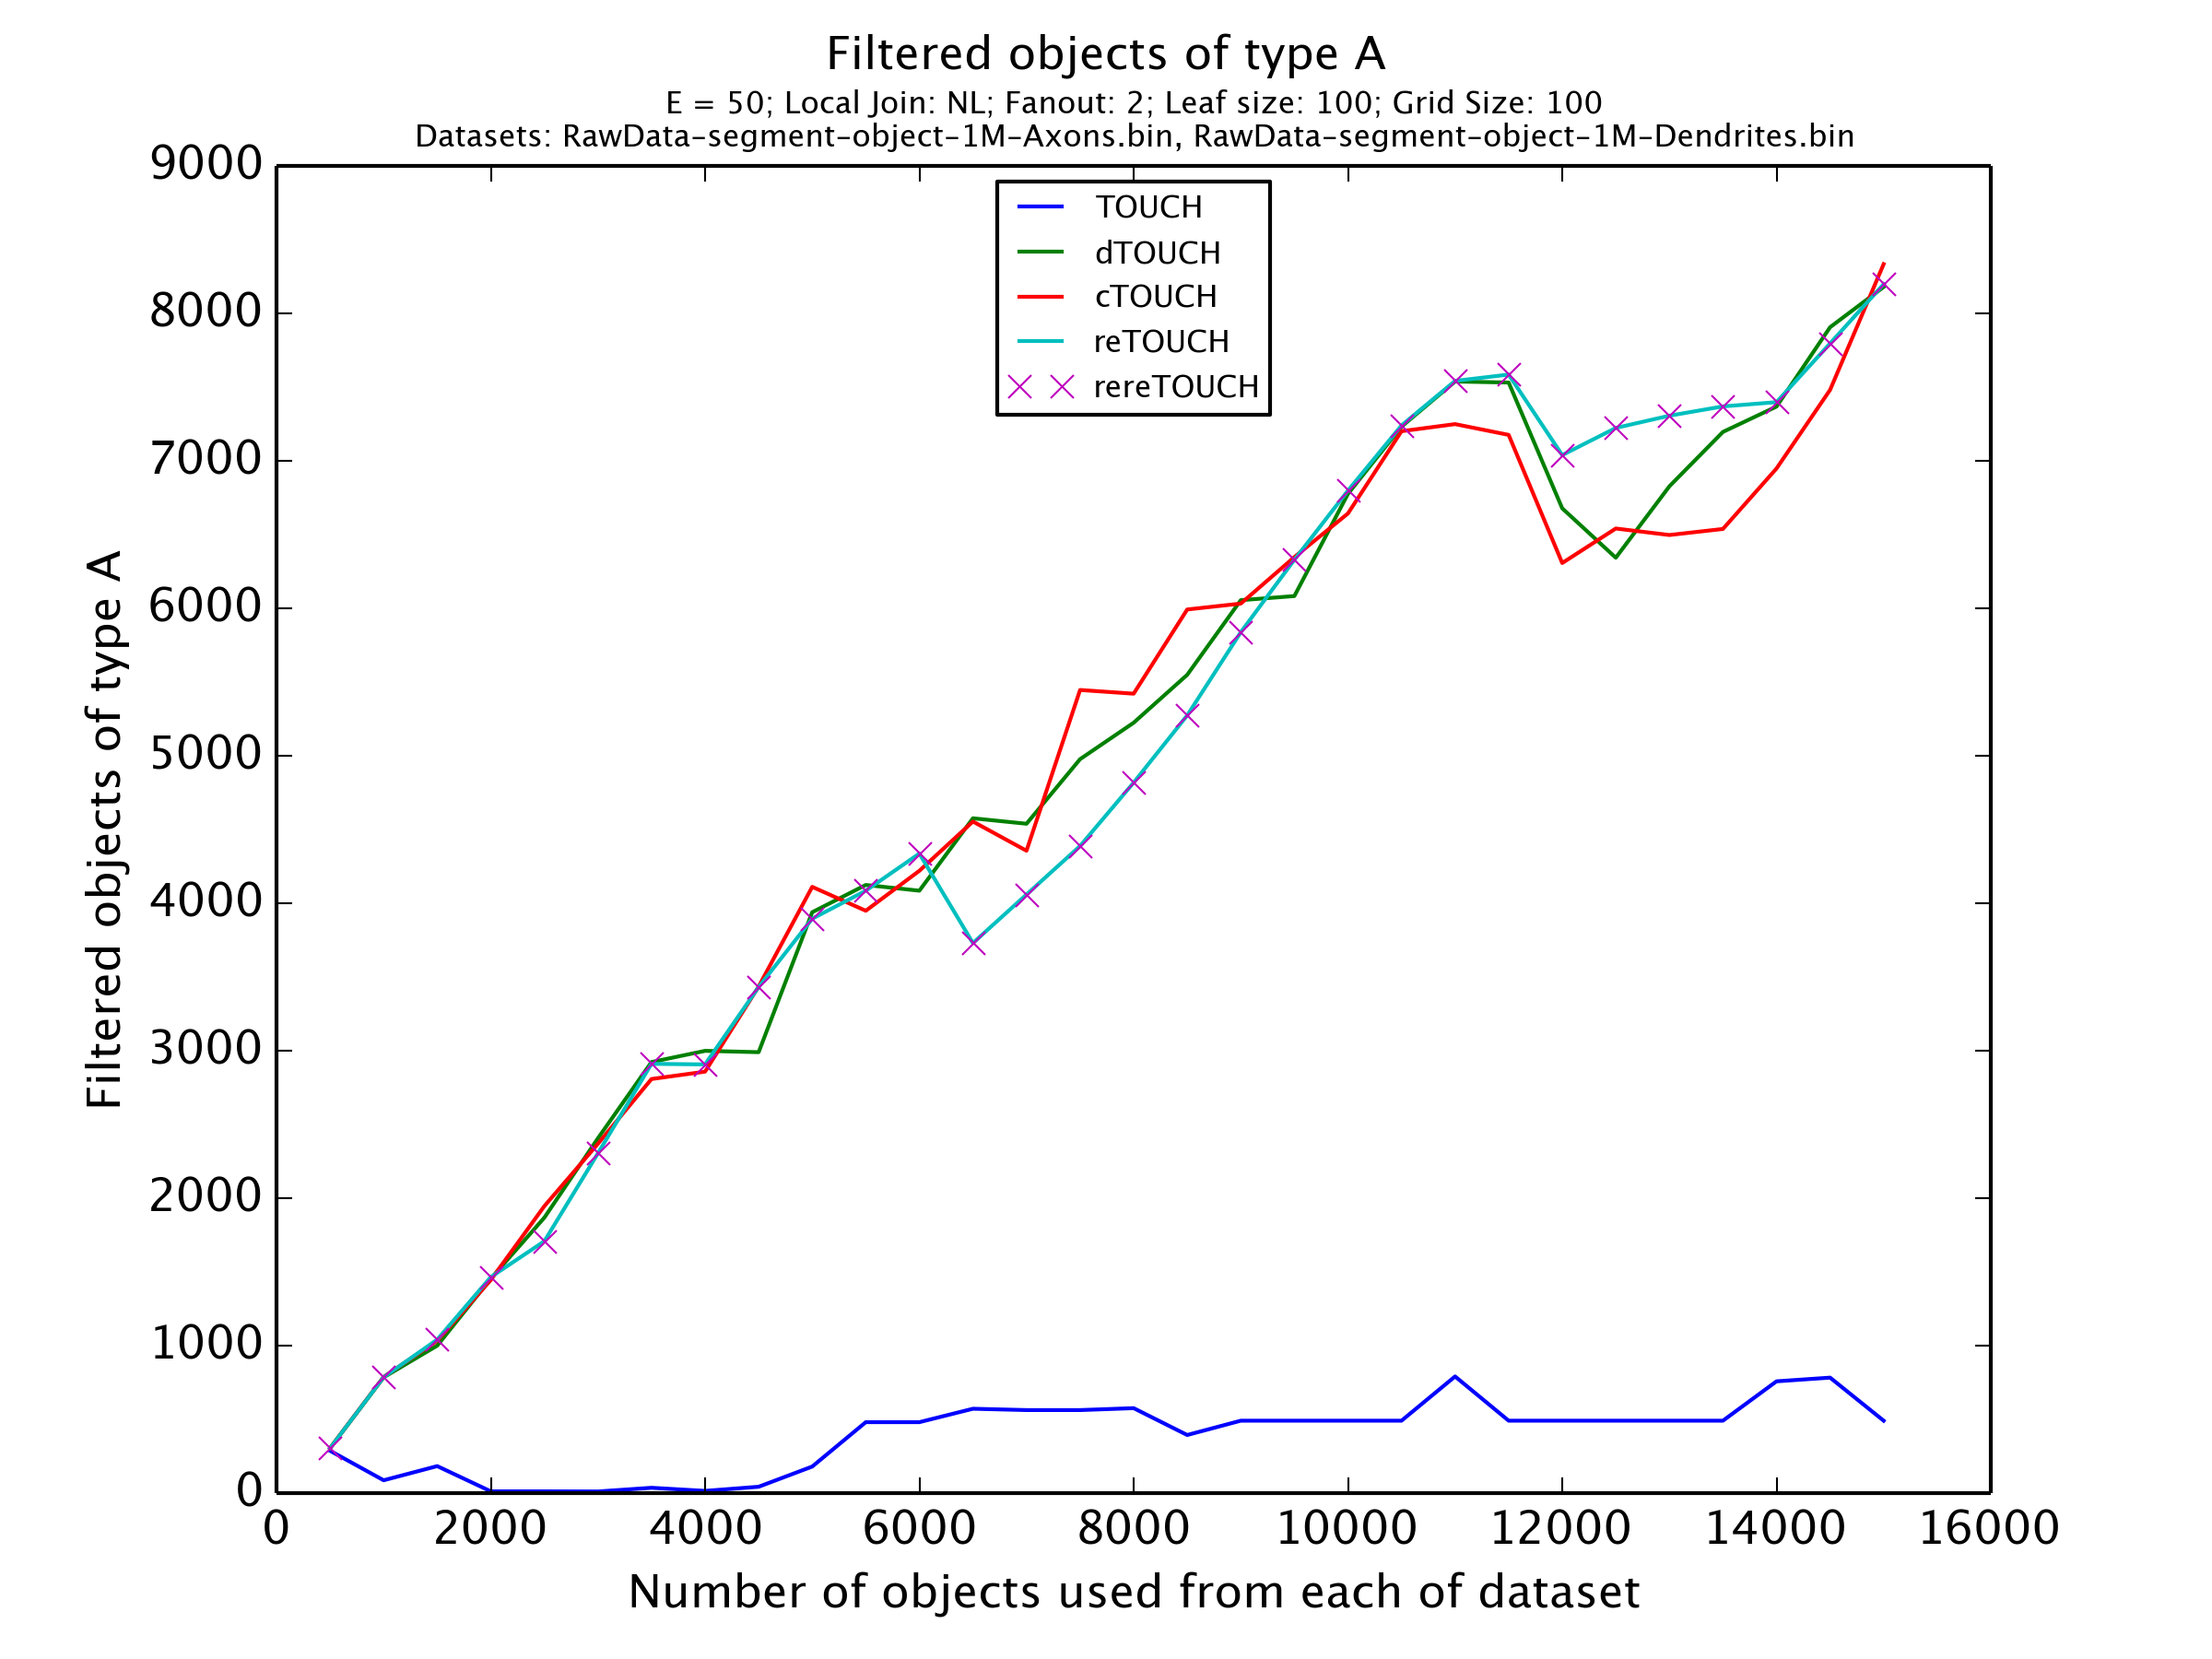 Filtered objects of type A
E = 50; Local Join: NL; Fanout: 2; Leaf size: 100; Grid Size: 100
Datasets: RawData-segment-object-1M-Axons.bin, RawData-segment-object-1M-Dendrites.bin
TOUCH
dTOUCH
cTOUCH
reTOUCH
rereTOUCH
Filtered objects of type A
9000
8000
7000
6000
5000
4000
3000
2000
1000
0
0 2000 4000 6000 8000 10000 12000 14000 16000
Number of objects used from each of dataset